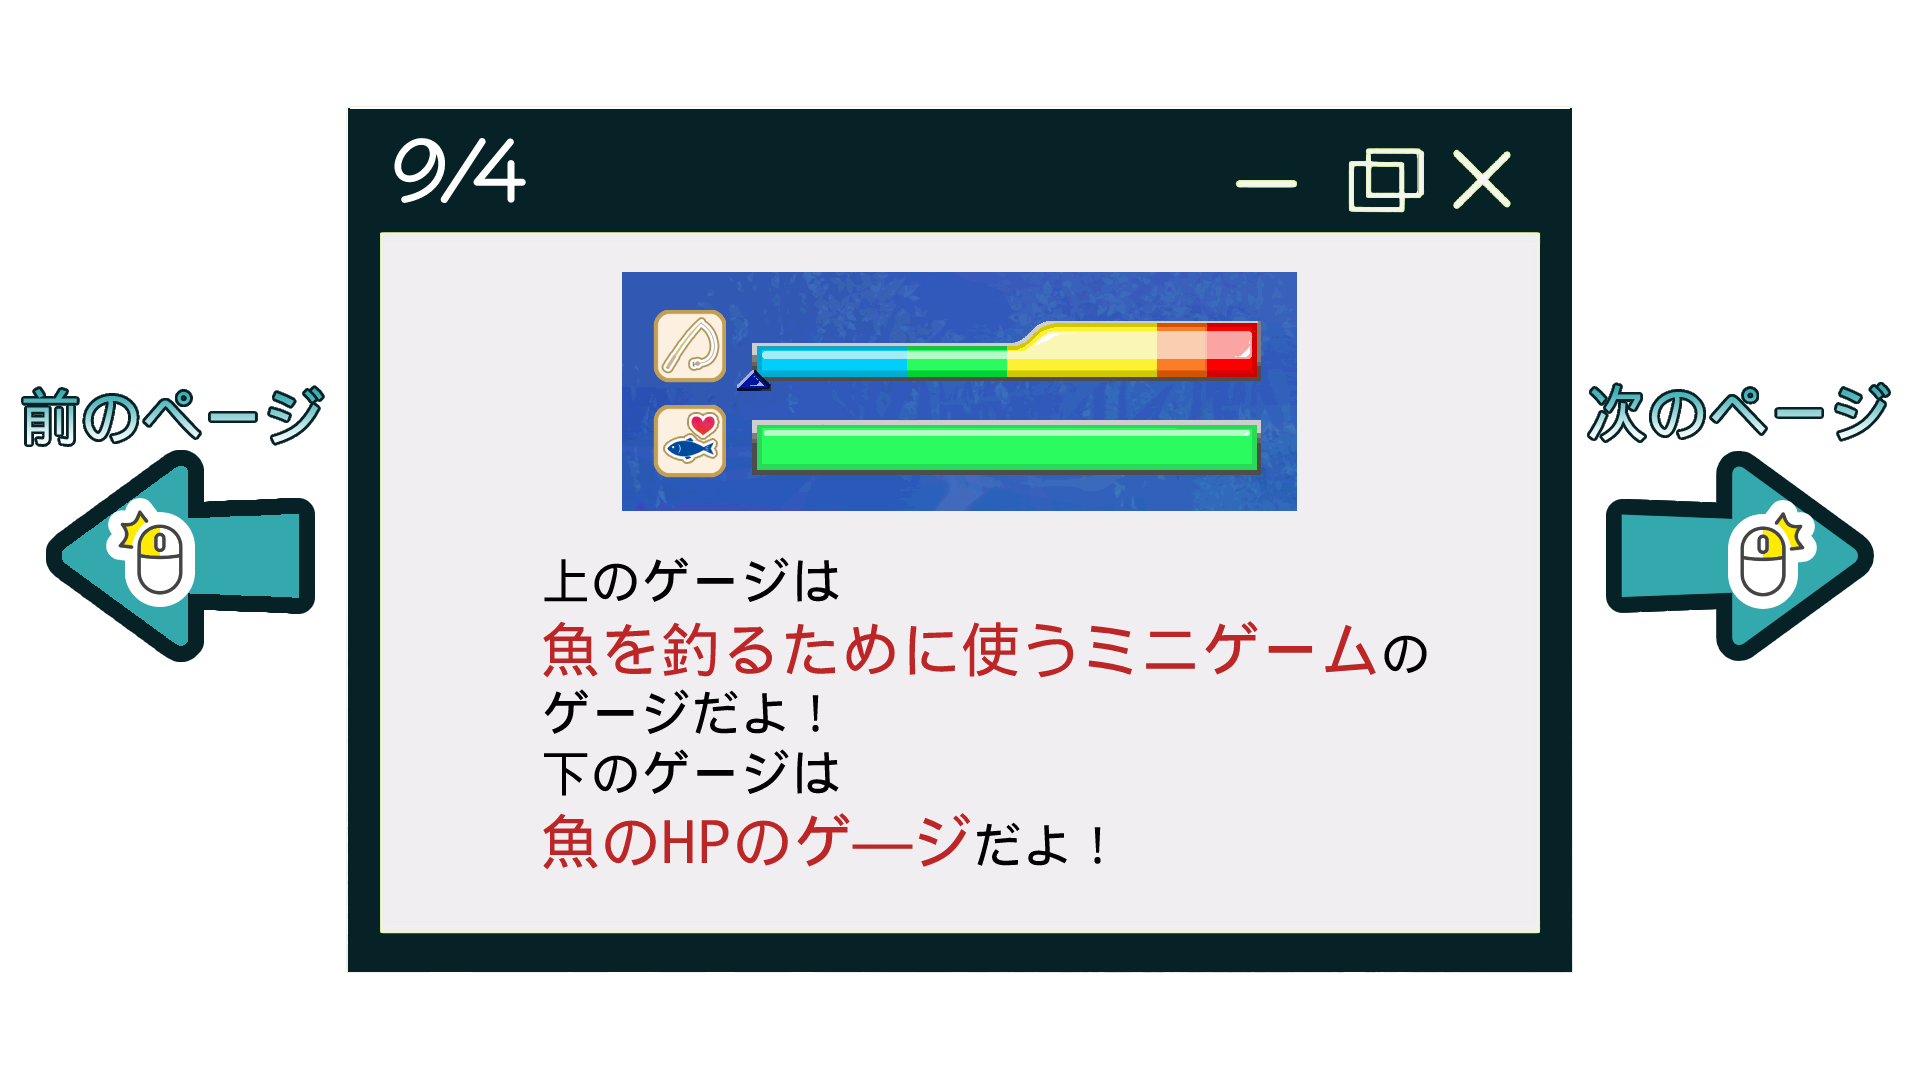 9/4
前のページ
次のページ
上のゲージは
魚を釣るために使うミニゲームの
ゲージだよ！
下のゲージは
魚のHPのゲ―ジだよ！